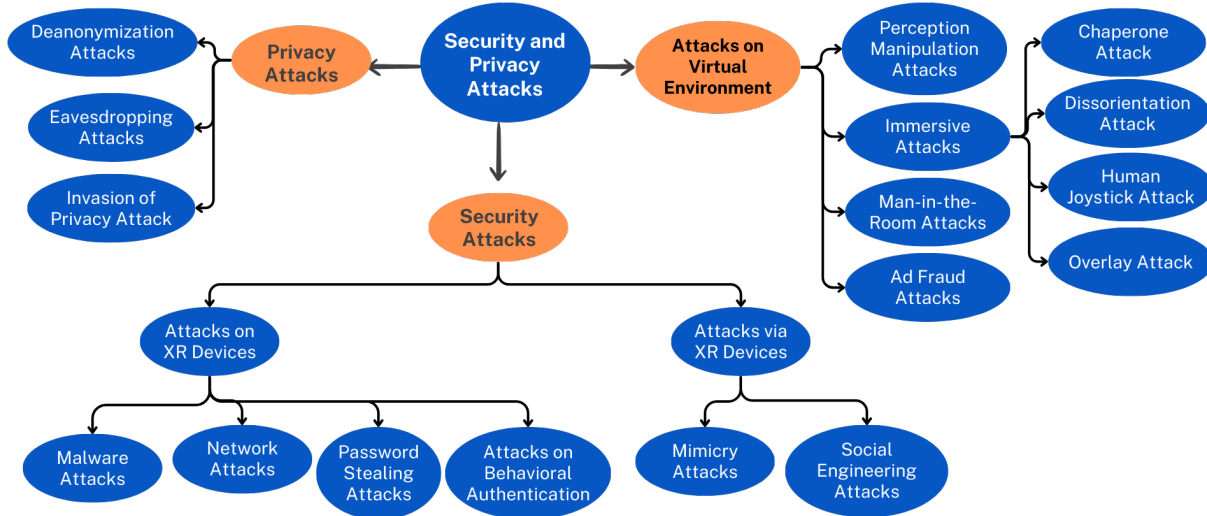 Security and
Privacy
Attacks
Privacy
Attacks
Deanonymization
Attacks
Eavesdropping
Attacks
Invasion of
Privacy Attack
Attacks on
Virtual
Environment
Perception
Manipulation
Attacks
Immersive
Attacks
Man-in-the-
Room Attacks
Ad Fraud
Attacks
Chaperone
Attack
Dissorientation
Attack
Human
Joystick Attack
Overlay Attack
Security
Attacks
Attacks on
XR Devices
Malware
Attacks
Network
Attacks
Password
Stealing
Attacks
Attacks on
Behavioral
Authentication
Attacks via
XR Devices
Mimicry
Attacks
Social
Engineering
Attacks